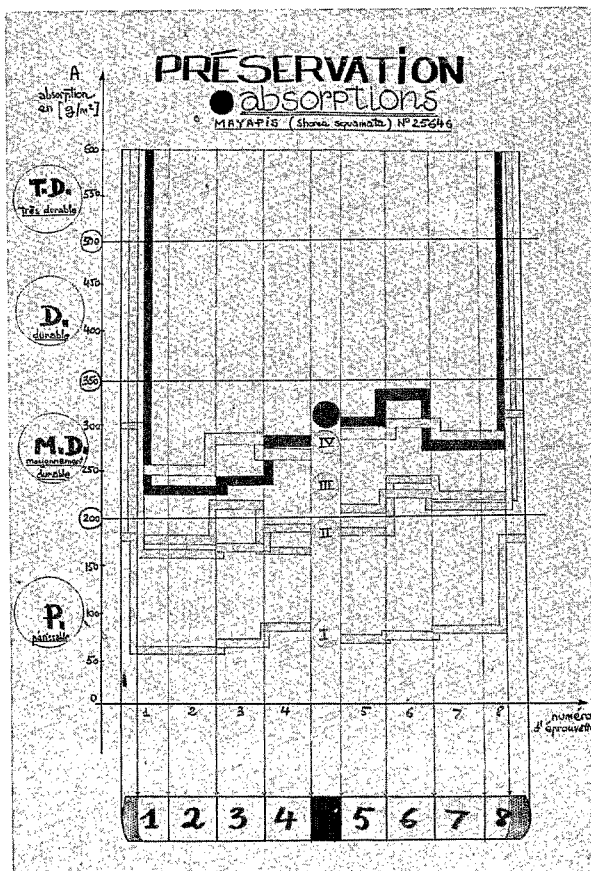 PRÉSERVATION
absorptions
MAYAPIS (Shorea squamata) N° 25646
A
absorption
en [g/m²]
600
550
500
450
400
350
300
250
200
150
100
50
0
T.D.
Très durable
D.
durable
M.D.
moyennement
durable
P.
périssable
IV
III
II
I
1 2 3 4 5 6 7 8
numéro
d'éprouvette
1 2 3 4 5 6 7 8